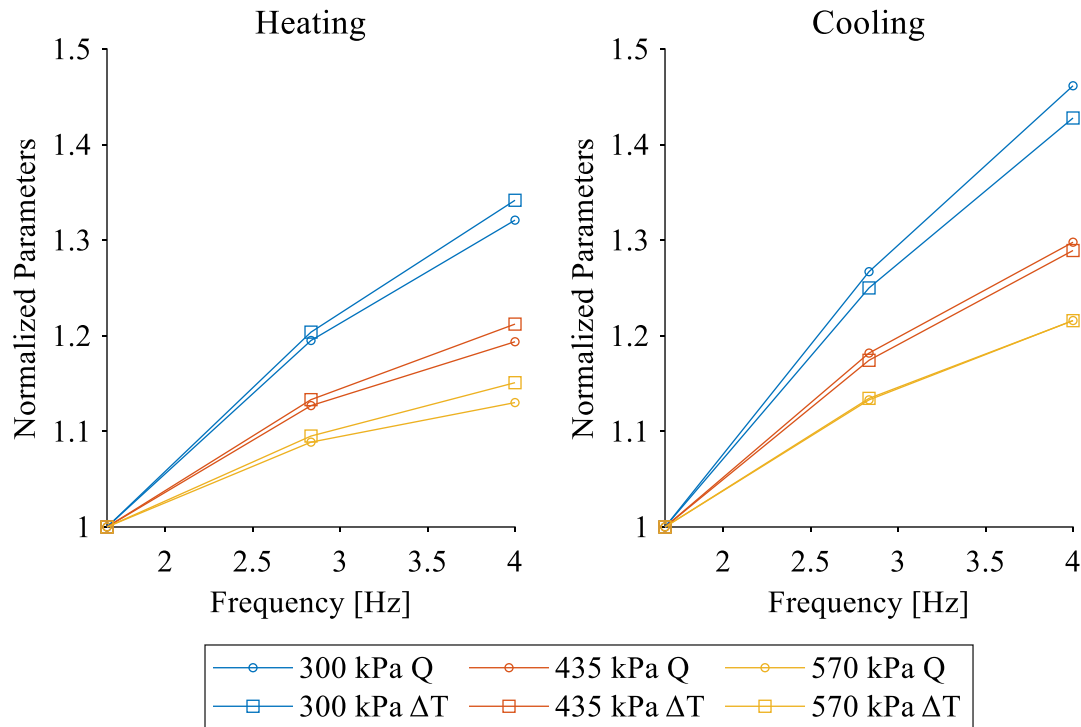 Heating
Normalized Parameters
1.5
1.4
1.3
1.2
1.1
1
2
2.5
3
3.5
4
Frequency [Hz]
Cooling
Normalized Parameters
1.5
1.4
1.3
1.2
1.1
1
2
2.5
3
3.5
4
Frequency [Hz]
300 kPa Q
435 kPa Q
570 kPa Q
300 kPa ΔT
435 kPa ΔT
570 kPa ΔT